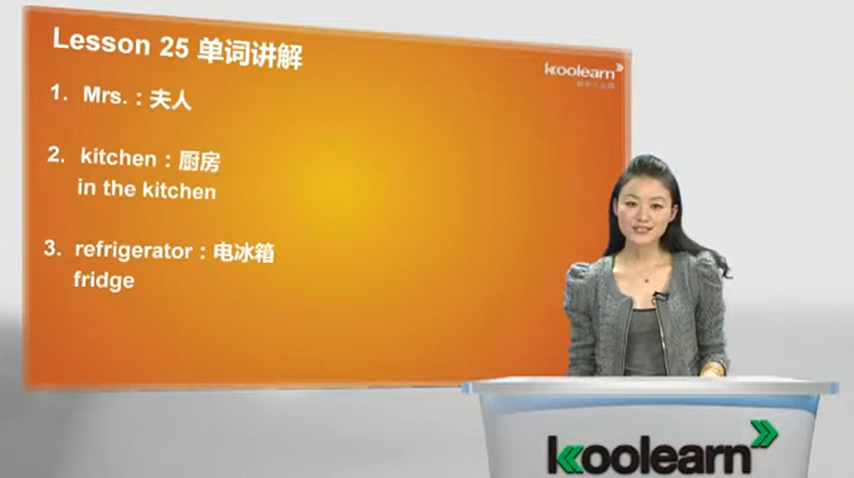 Lesson 25 单词讲解
koolearn
1. Mrs.：夫人
2. kitchen：厨房
in the kitchen
3. refrigerator：电冰箱
fridge
koolearn